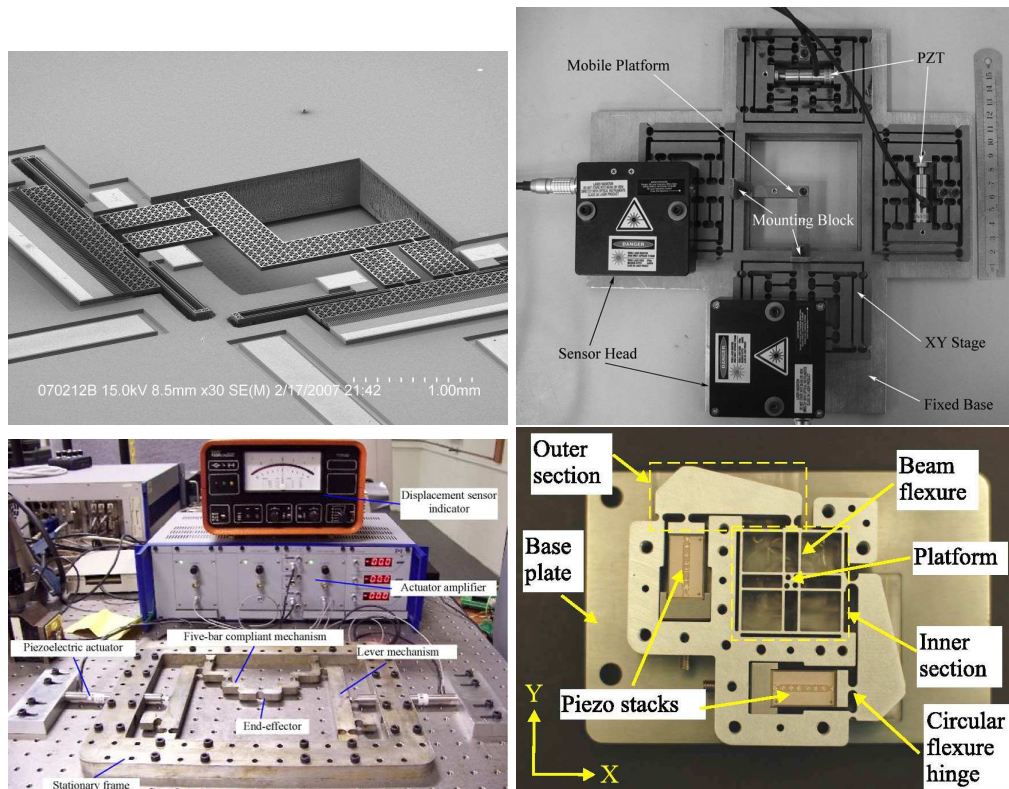 070212B 15.0kV 8.5mm x30 SE(M) 2/17/2007 21:42
1.00mm
Mobile Platform
PZT
Mounting Block
DANGER
DANGER
Sensor Head
XY Stage
Fixed Base
Displacement sensor
indicator
Actuator amplifier
Five-bar compliant mechanism
Piezoelectric actuator
Lever mechanism
End-effector
Stationary frame
Outer
section
Beam
flexure
Base
plate
Platform
Inner
section
Piezo stacks
Circular
flexure
hinge
Y
X